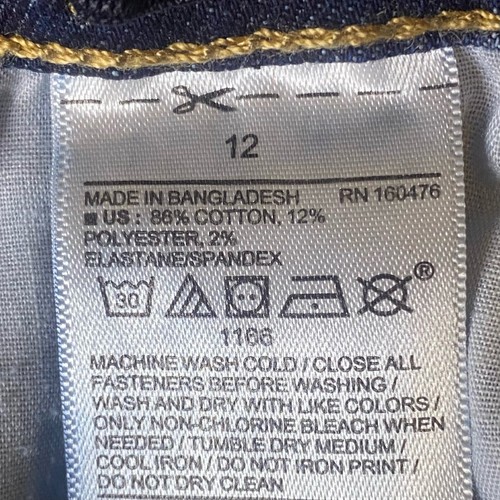 12
MADE IN BANGLADESH RN 160476
US : 86% COTTON, 12%
POLYESTER, 2%
ELASTANE/SPANDEX
30 ®
1166
MACHINE WASH COLD / CLOSE ALL
FASTENERS BEFORE WASHING /
WASH AND DRY WITH LIKE COLORS /
ONLY NON-CHLORINE BLEACH WHEN
NEEDED / TUMBLE DRY MEDIUM /
COOL IRON / DO NOT IRON PRINT /
DO NOT DRY CLEAN